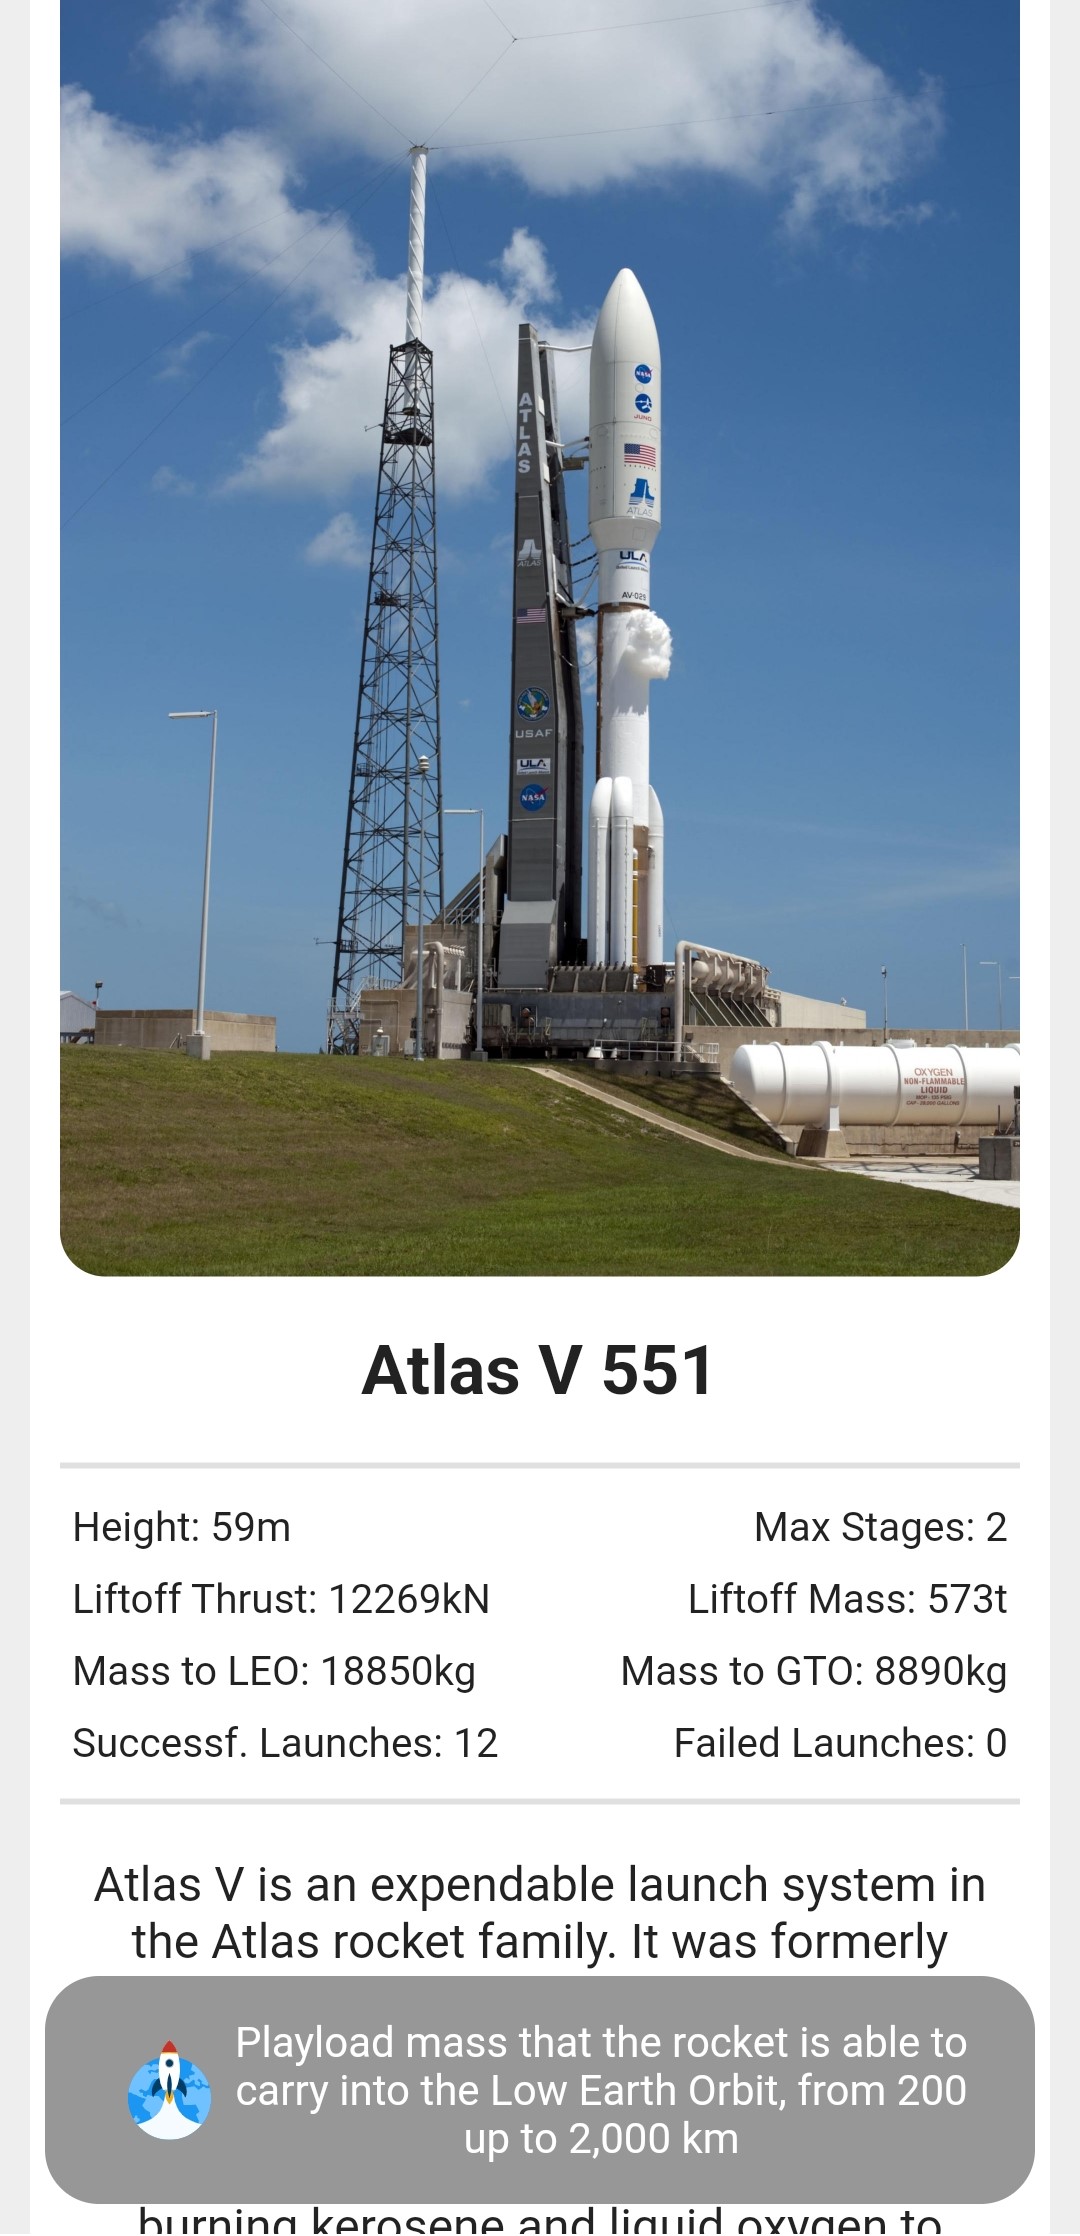 NASA
JUNO
ATLAS
ATLAS
ULA
AV-029
ATLAS
USAF
ULA
NASA
OXYGEN
NON-FLAMMABLE
LIQUID
Atlas V 551
Height: 59m
Max Stages: 2
Liftoff Thrust: 12269kN
Liftoff Mass: 573t
Mass to LEO: 18850kg
Mass to GTO: 8890kg
Successf. Launches: 12
Failed Launches: 0
Atlas V is an expendable launch system in
the Atlas rocket family. It was formerly
Playload mass that the rocket is able to
carry into the Low Earth Orbit, from 200
up to 2,000 km
burning kerosene and liquid oxygen to